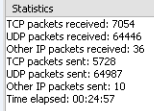 Statistics
TCP packets received: 7054
UDP packets received: 64446
Other IP packets received: 36
TCP packets sent: 5728
UDP packets sent: 64987
Other IP packets sent: 10
Time elapsed: 00:24:57